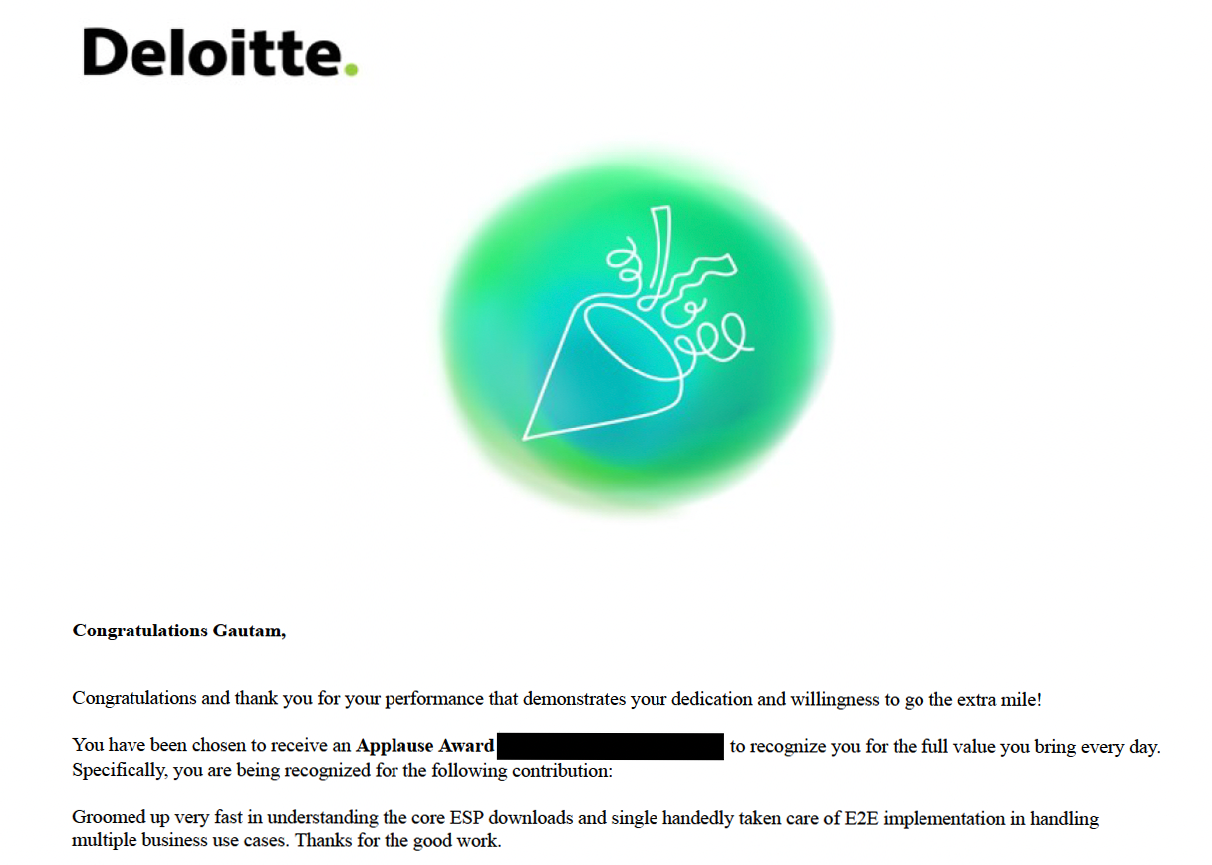 Deloitte.
Congratulations Gautam,
Congratulations and thank you for your performance that demonstrates your dedication and willingness to go the extra mile!
You have been chosen to receive an Applause Award to recognize you for the full value you bring every day.
Specifically, you are being recognized for the following contribution:
Groomed up very fast in understanding the core ESP downloads and single handedly taken care of E2E implementation in handling
multiple business use cases. Thanks for the good work.